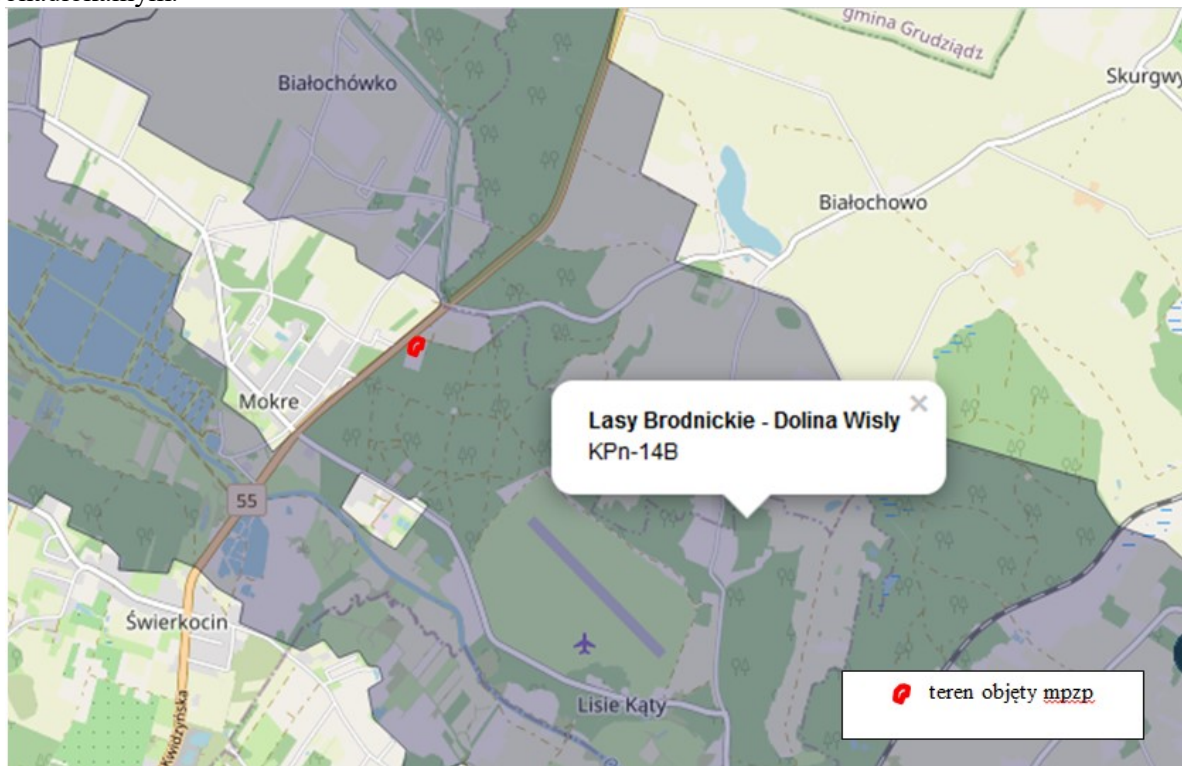 gmina Grudziądz
Białochówko
Skurgwy
Białochowo
Mokre
Lasy Brodnickie - Dolina Wisly
KPn-14B
55
Świerkocin
Lisie Kąty
Kwidzyńska
teren objęty mpzp